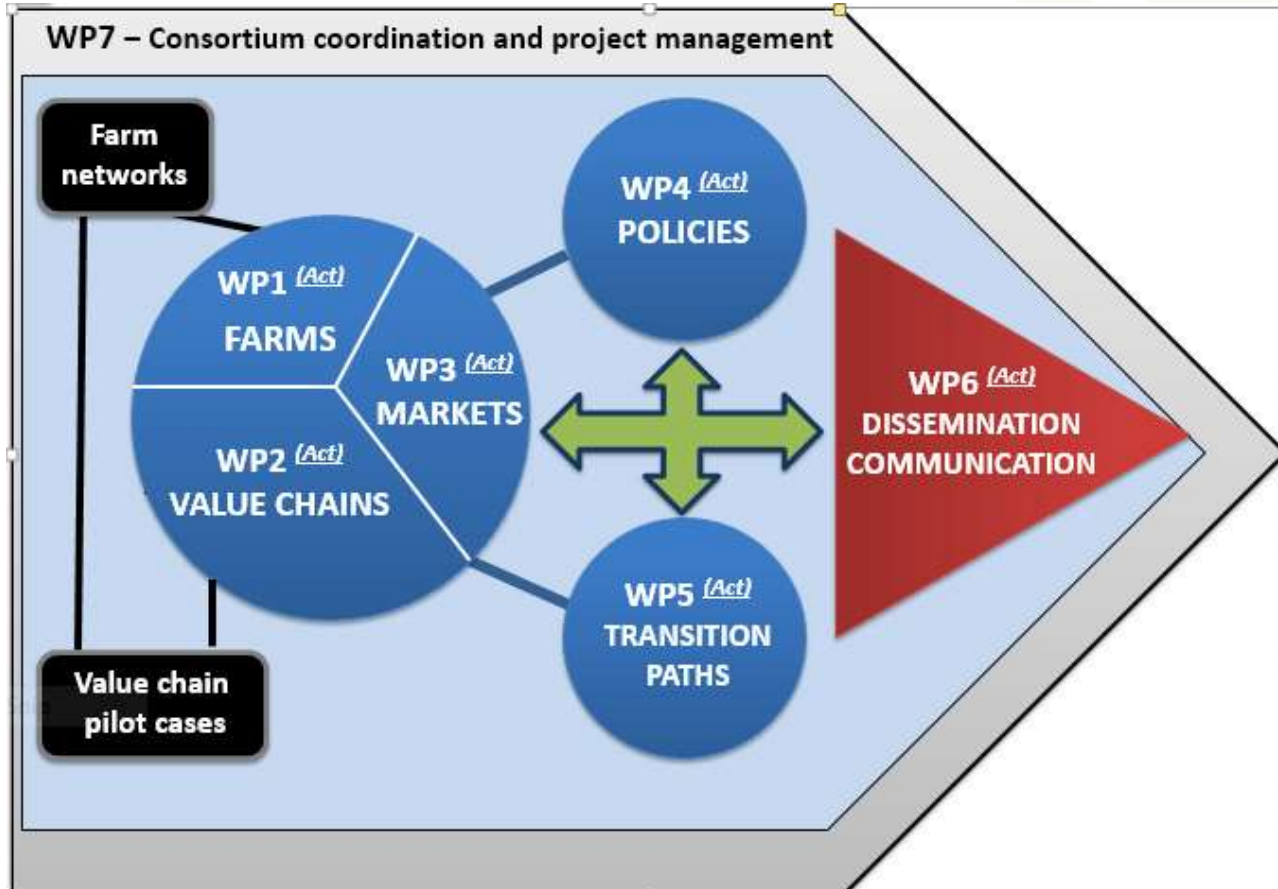 WP7 – Consortium coordination and project management
Farm
networks
WP1 (Act)
FARMS
WP2 (Act)
VALUE CHAINS
WP3 (Act)
MARKETS
WP4 (Act)
POLICIES
WP5 (Act)
TRANSITION
PATHS
WP6 (Act)
DISSEMINATION
COMMUNICATION
Value chain
pilot cases